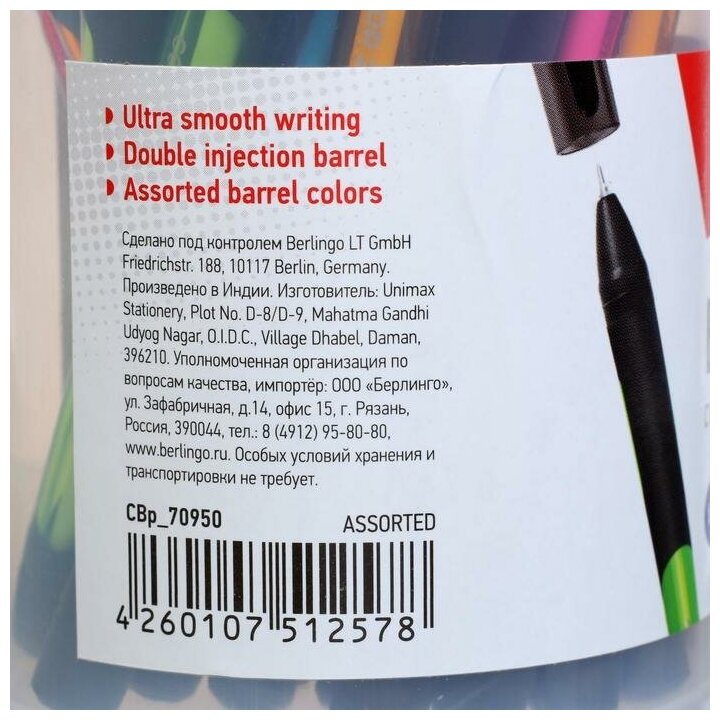 Ultra smooth writing
Double injection barrel
Assorted barrel colors
Сделано под контролем Berlingo LT GmbH
Friedrichstr. 188, 10117 Berlin, Germany.
Произведено в Индии. Изготовитель: Unimax
Stationery, Plot No. D-8/D-9, Mahatma Gandhi
Udyog Nagar, O.I.D.C., Village Dhabel, Daman,
396210. Уполномоченная организация по
вопросам качества, импортёр: ООО «Берлинго»,
ул. Зафабричная, д.14, офис 15, г. Рязань,
Россия, 390044, тел.: 8 (4912) 95-80-80,
www.berlingo.ru. Особых условий хранения и
транспортировки не требует.
CBp_70950 ASSORTED
4 260107 512578